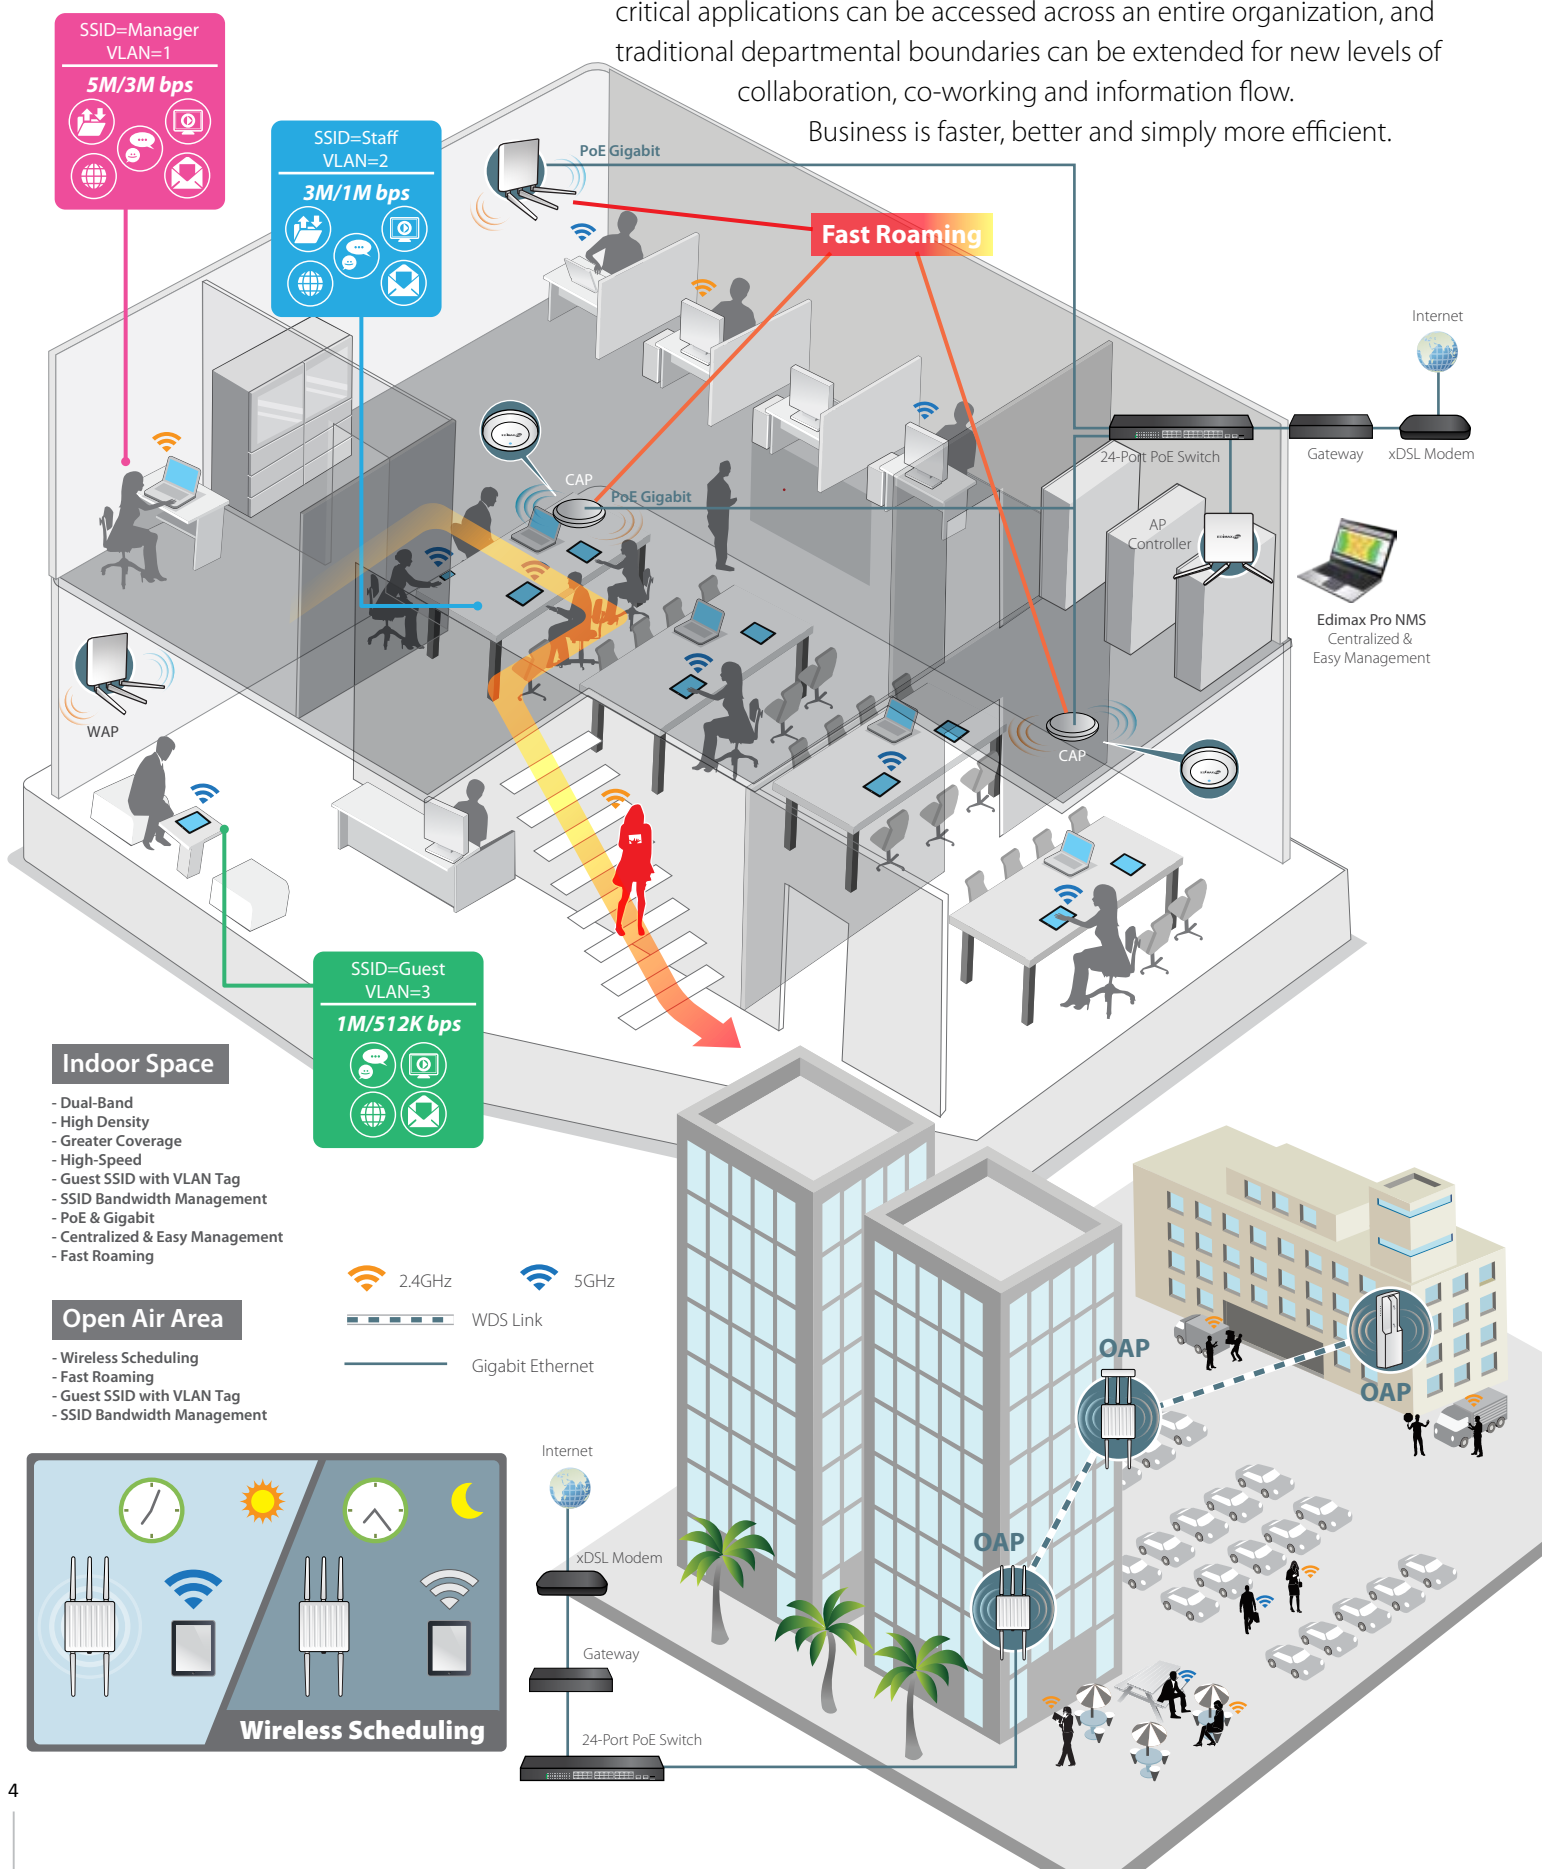 critical applications can be accessed across an entire organization, and
traditional departmental boundaries can be extended for new levels of
collaboration, co-working and information flow.
Business is faster, better and simply more efficient.
SSID=Manager
VLAN=1
5M/3M bps
SSID=Staff
VLAN=2
3M/1M bps
PoE Gigabit
Fast Roaming
Internet
24-Port PoE Switch
Gateway
xDSL Modem
CAP
PoE Gigabit
AP
Controller
Edimax Pro NMS
Centralized &
Easy Management
WAP
CAP
SSID=Guest
VLAN=3
1M/512K bps
Indoor Space
- Dual-Band
- High Density
- Greater Coverage
- High-Speed
- Guest SSID with VLAN Tag
- SSID Bandwidth Management
- PoE & Gigabit
- Centralized & Easy Management
- Fast Roaming
2.4GHz
5GHz
WDS Link
Gigabit Ethernet
Open Air Area
- Wireless Scheduling
- Fast Roaming
- Guest SSID with VLAN Tag
- SSID Bandwidth Management
OAP
OAP
OAP
Internet
xDSL Modem
Gateway
24-Port PoE Switch
Wireless Scheduling
4